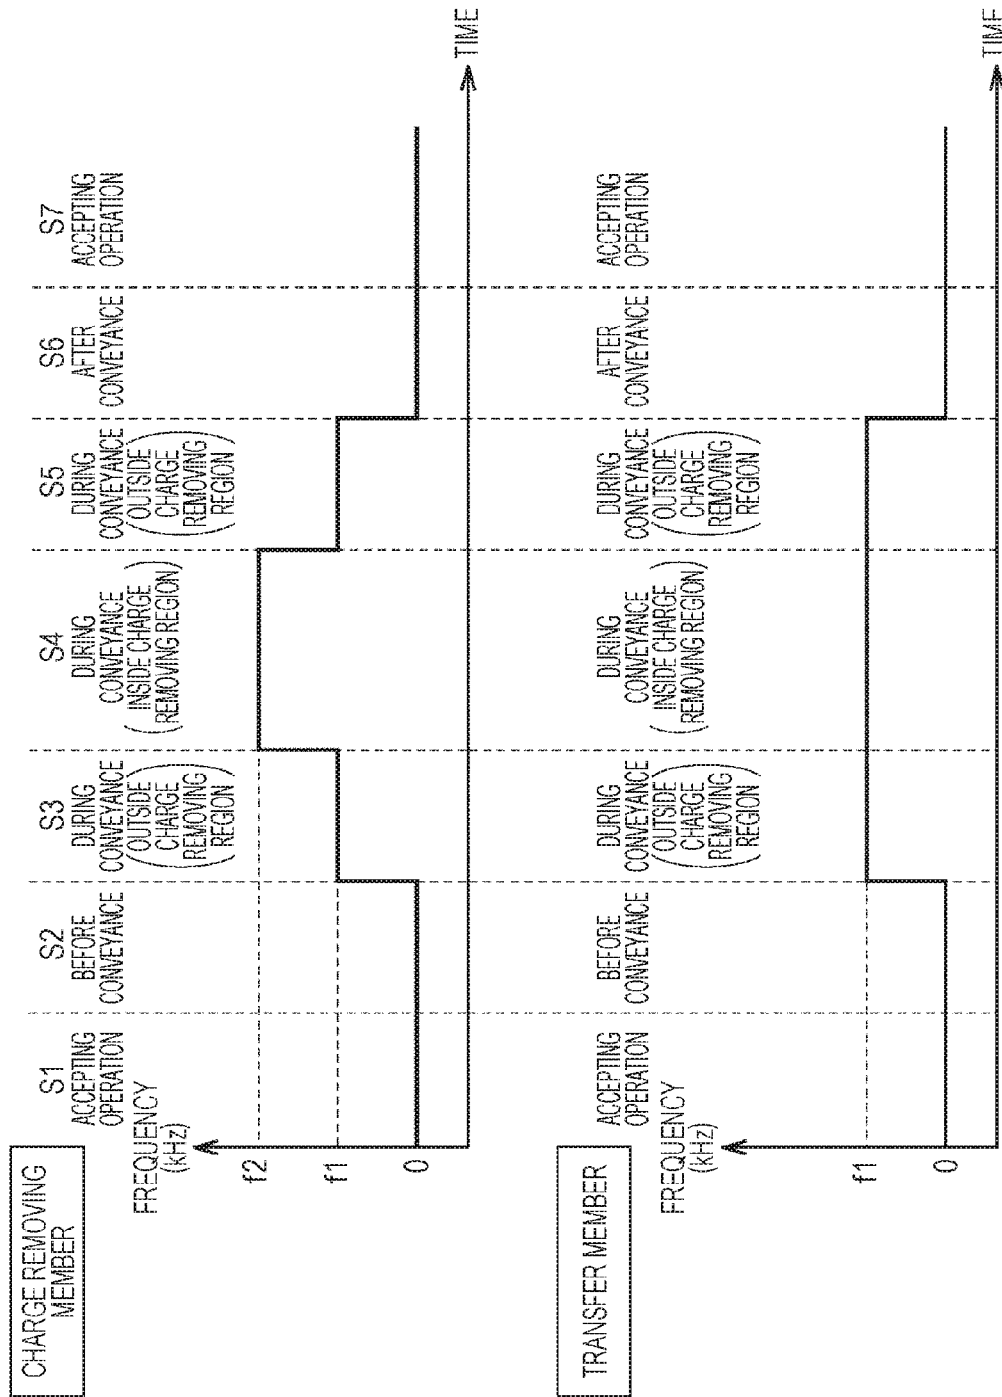 CHARGE REMOVING
MEMBER
S1
ACCEPTING
OPERATION
S2
BEFORE
CONVEYANCE
S3
DURING
CONVEYANCE
OUTSIDE
CHARGE
REMOVING
REGION
S4
DURING
CONVEYANCE
( INSIDE CHARGE )
( REMOVING REGION )
S5
DURING
CONVEYANCE
OUTSIDE
CHARGE
REMOVING
REGION
S6
AFTER
CONVEYANCE
S7
ACCEPTING
OPERATION
FREQUENCY
(kHz)
f2
f1
0
TIME
TRANSFER MEMBER
ACCEPTING
OPERATION
BEFORE
CONVEYANCE
DURING
CONVEYANCE
OUTSIDE
CHARGE
REMOVING
REGION
DURING
CONVEYANCE
( INSIDE CHARGE )
( REMOVING REGION )
DURING
CONVEYANCE
OUTSIDE
CHARGE
REMOVING
REGION
AFTER
CONVEYANCE
ACCEPTING
OPERATION
FREQUENCY
(kHz)
f1
0
TIME